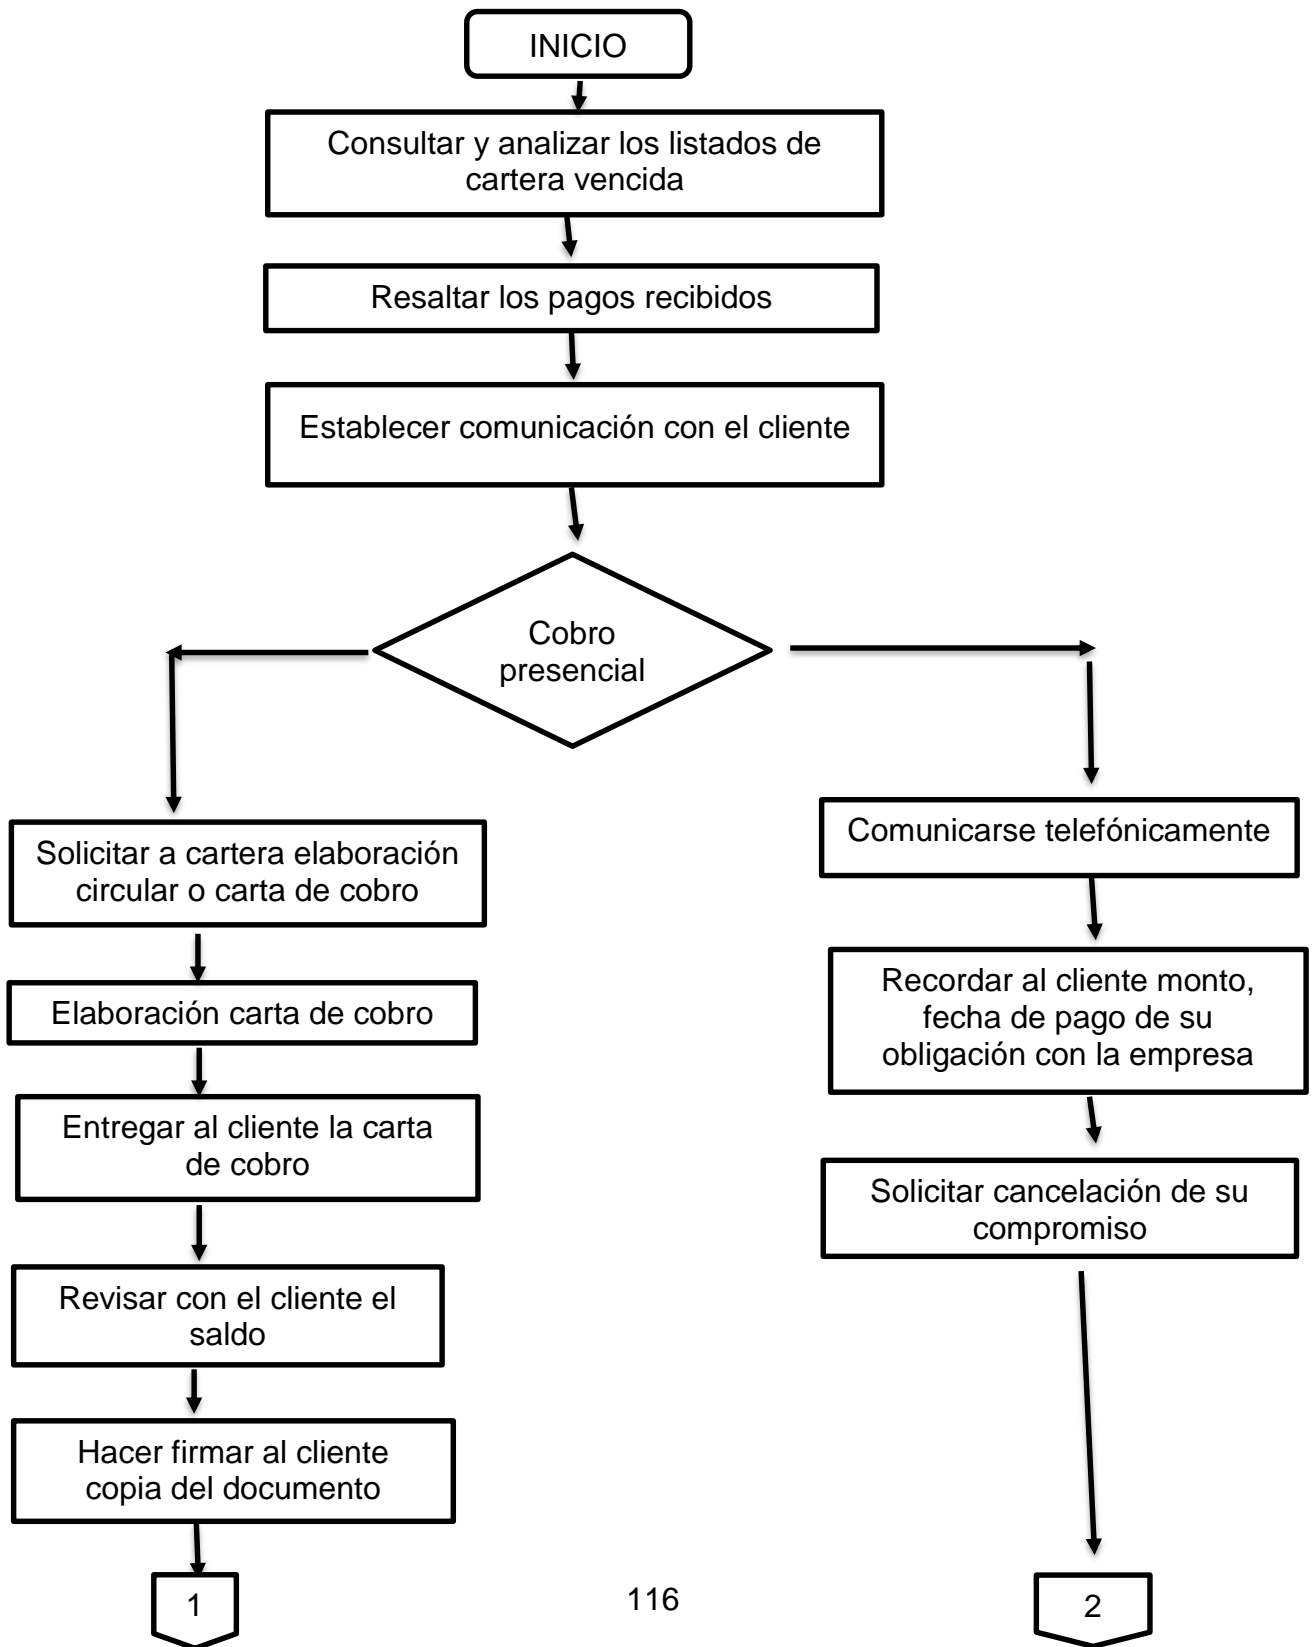 INICIO
Consultar y analizar los listados de
cartera vencida
Resaltar los pagos recibidos
Establecer comunicación con el cliente
Cobro
presencial
Solicitar a cartera elaboración
circular o carta de cobro
Elaboración carta de cobro
Entregar al cliente la carta
de cobro
Revisar con el cliente el
saldo
Hacer firmar al cliente
copia del documento
1
Comunicarse telefónicamente
Recordar al cliente monto,
fecha de pago de su
obligación con la empresa
Solicitar cancelación de su
compromiso
2
116